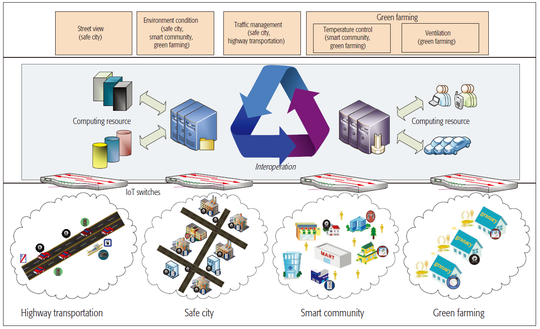 Street view
(safe city)
Environment condition
(safe city,
smart community,
green farming)
Traffic management
(safe city,
highway transportation)
Green farming
Temperature control
(smart community,
green farming)
Ventilation
(green farming)
Computing resource
Computing resource
Interoperation
IoT switches
MART
Highway transportation
Safe city
Smart community
Green farming